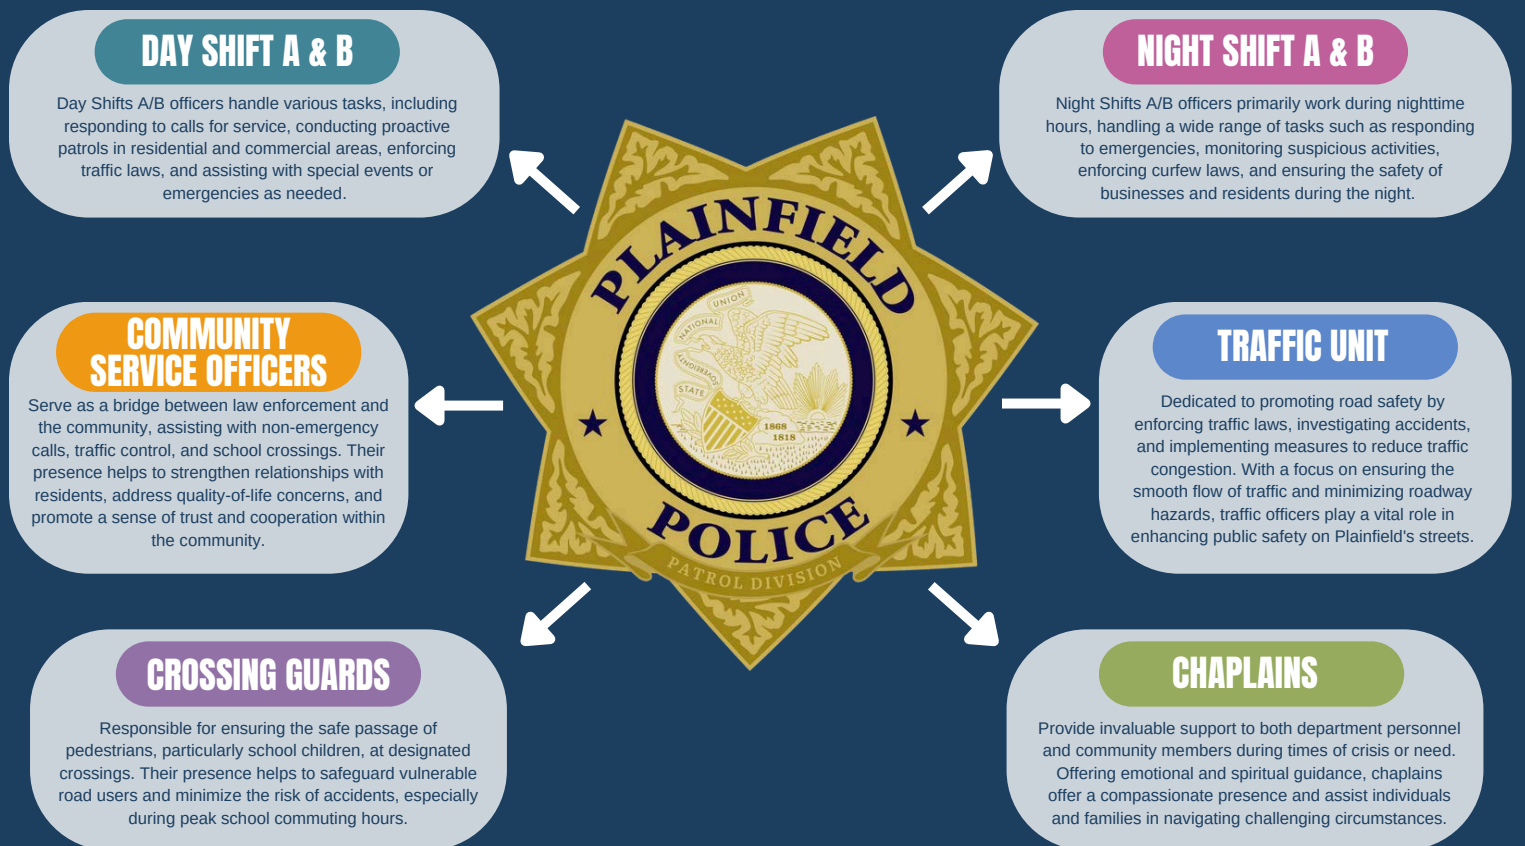 DAY SHIFT A & B
Day Shifts A/B officers handle various tasks, including
responding to calls for service, conducting proactive
patrols in residential and commercial areas, enforcing
traffic laws, and assisting with special events or
emergencies as needed.
NIGHT SHIFT A & B
Night Shifts A/B officers primarily work during nighttime
hours, handling a wide range of tasks such as responding
to emergencies, monitoring suspicious activities,
enforcing curfew laws, and ensuring the safety of
businesses and residents during the night.
PLAINFIELD
UNION
NATIONAL
SOVEREIGNTY
STATE
1868
1818
POLICE
PATROL DIVISION
COMMUNITY
SERVICE OFFICERS
Serve as a bridge between law enforcement and
the community, assisting with non-emergency
calls, traffic control, and school crossings. Their
presence helps to strengthen relationships with
residents, address quality-of-life concerns, and
promote a sense of trust and cooperation within
the community.
TRAFFIC UNIT
Dedicated to promoting road safety by
enforcing traffic laws, investigating accidents,
and implementing measures to reduce traffic
congestion. With a focus on ensuring the
smooth flow of traffic and minimizing roadway
hazards, traffic officers play a vital role in
enhancing public safety on Plainfield's streets.
CROSSING GUARDS
Responsible for ensuring the safe passage of
pedestrians, particularly school children, at designated
crossings. Their presence helps to safeguard vulnerable
road users and minimize the risk of accidents, especially
during peak school commuting hours.
CHAPLAINS
Provide invaluable support to both department personnel
and community members during times of crisis or need.
Offering emotional and spiritual guidance, chaplains
offer a compassionate presence and assist individuals
and families in navigating challenging circumstances.